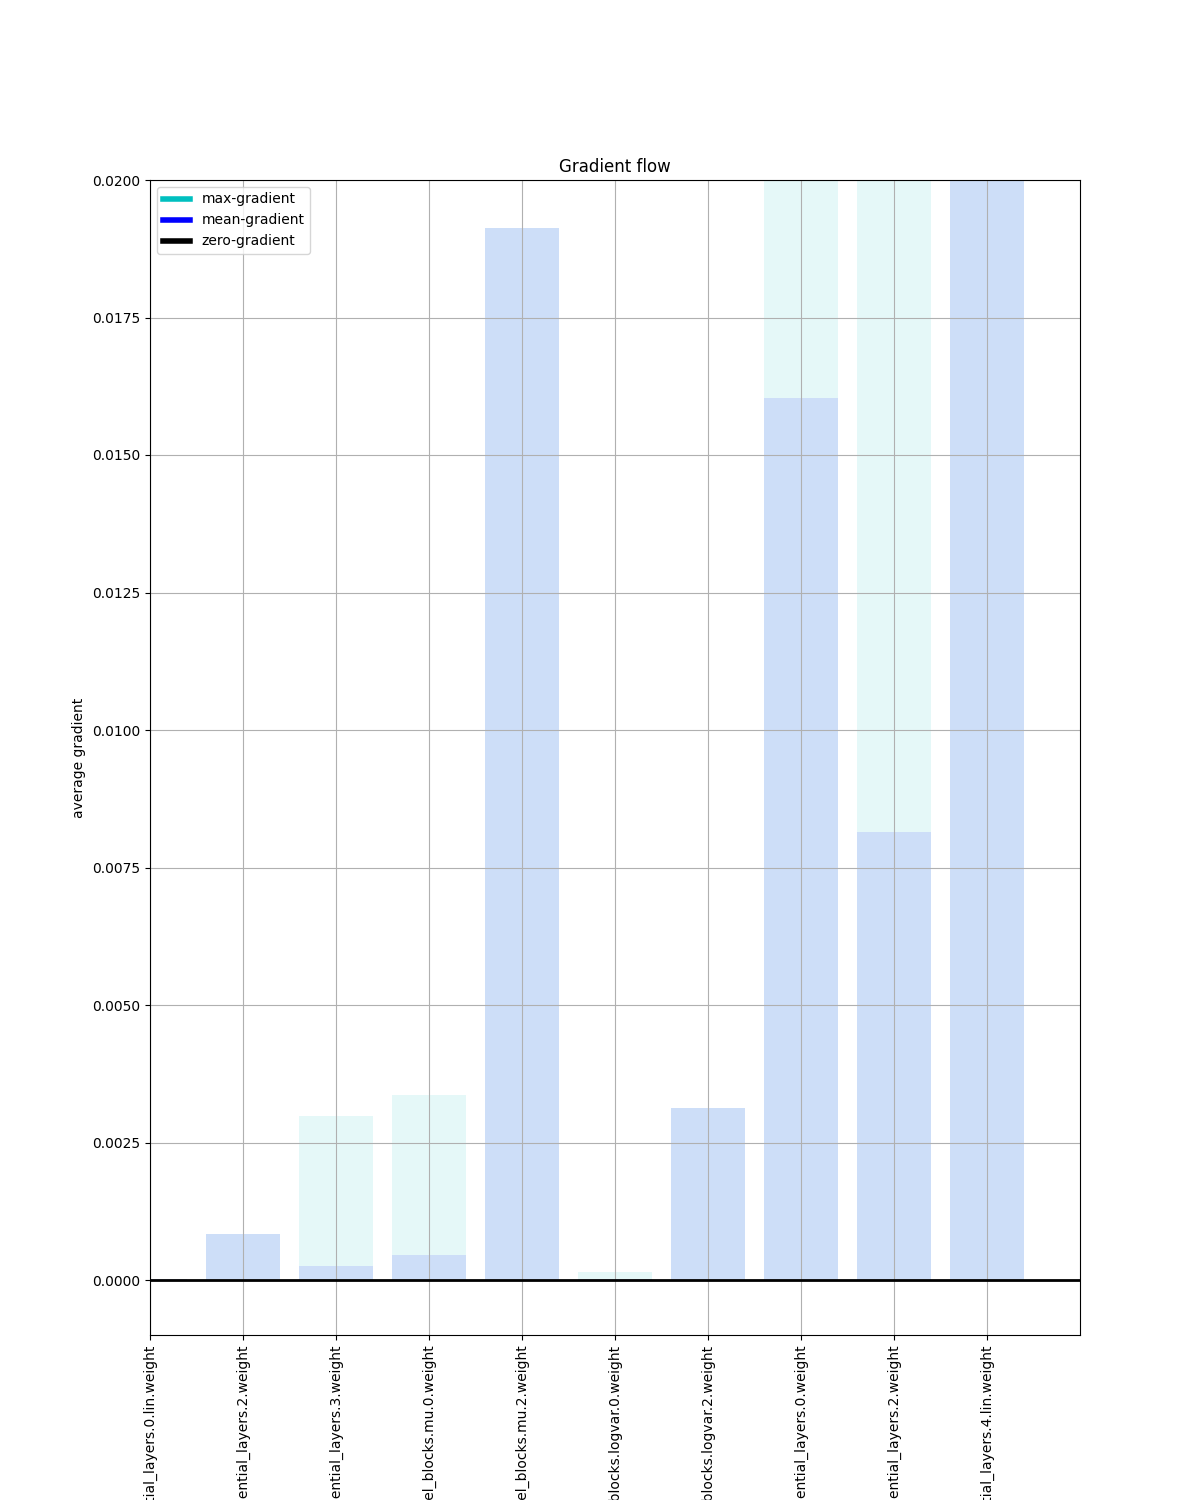 Gradient flow
max-gradient
mean-gradient
zero-gradient
0.0200
0.0175
0.0150
0.0125
0.0100
0.0075
0.0050
0.0025
0.0000
average gradient
tial_layers.0.lin.weight
ential_layers.2.weight
ential_layers.3.weight
el_blocks.mu.0.weight
el_blocks.mu.2.weight
blocks.logvar.0.weight
blocks.logvar.2.weight
ential_layers.0.weight
ential_layers.2.weight
tial_layers.4.lin.weight